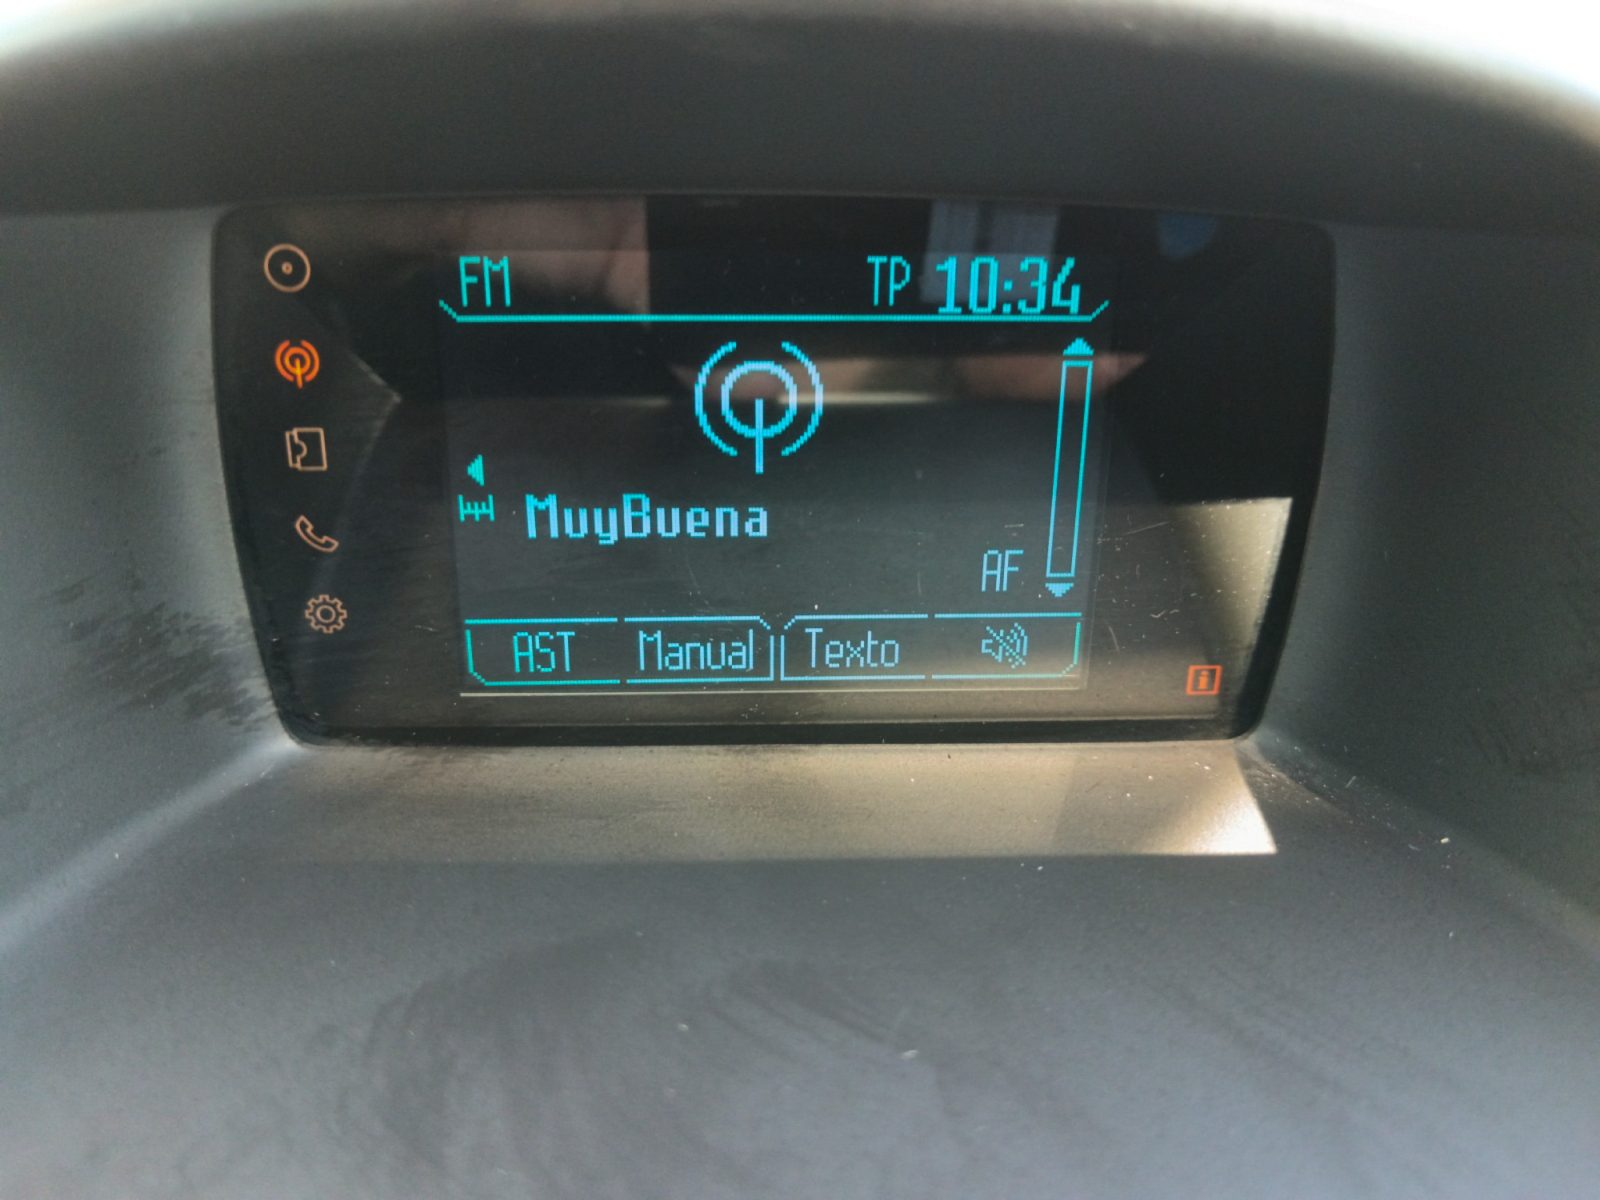 FM TP 10:34
MuyBuena
AF
AST Manual Texto
i